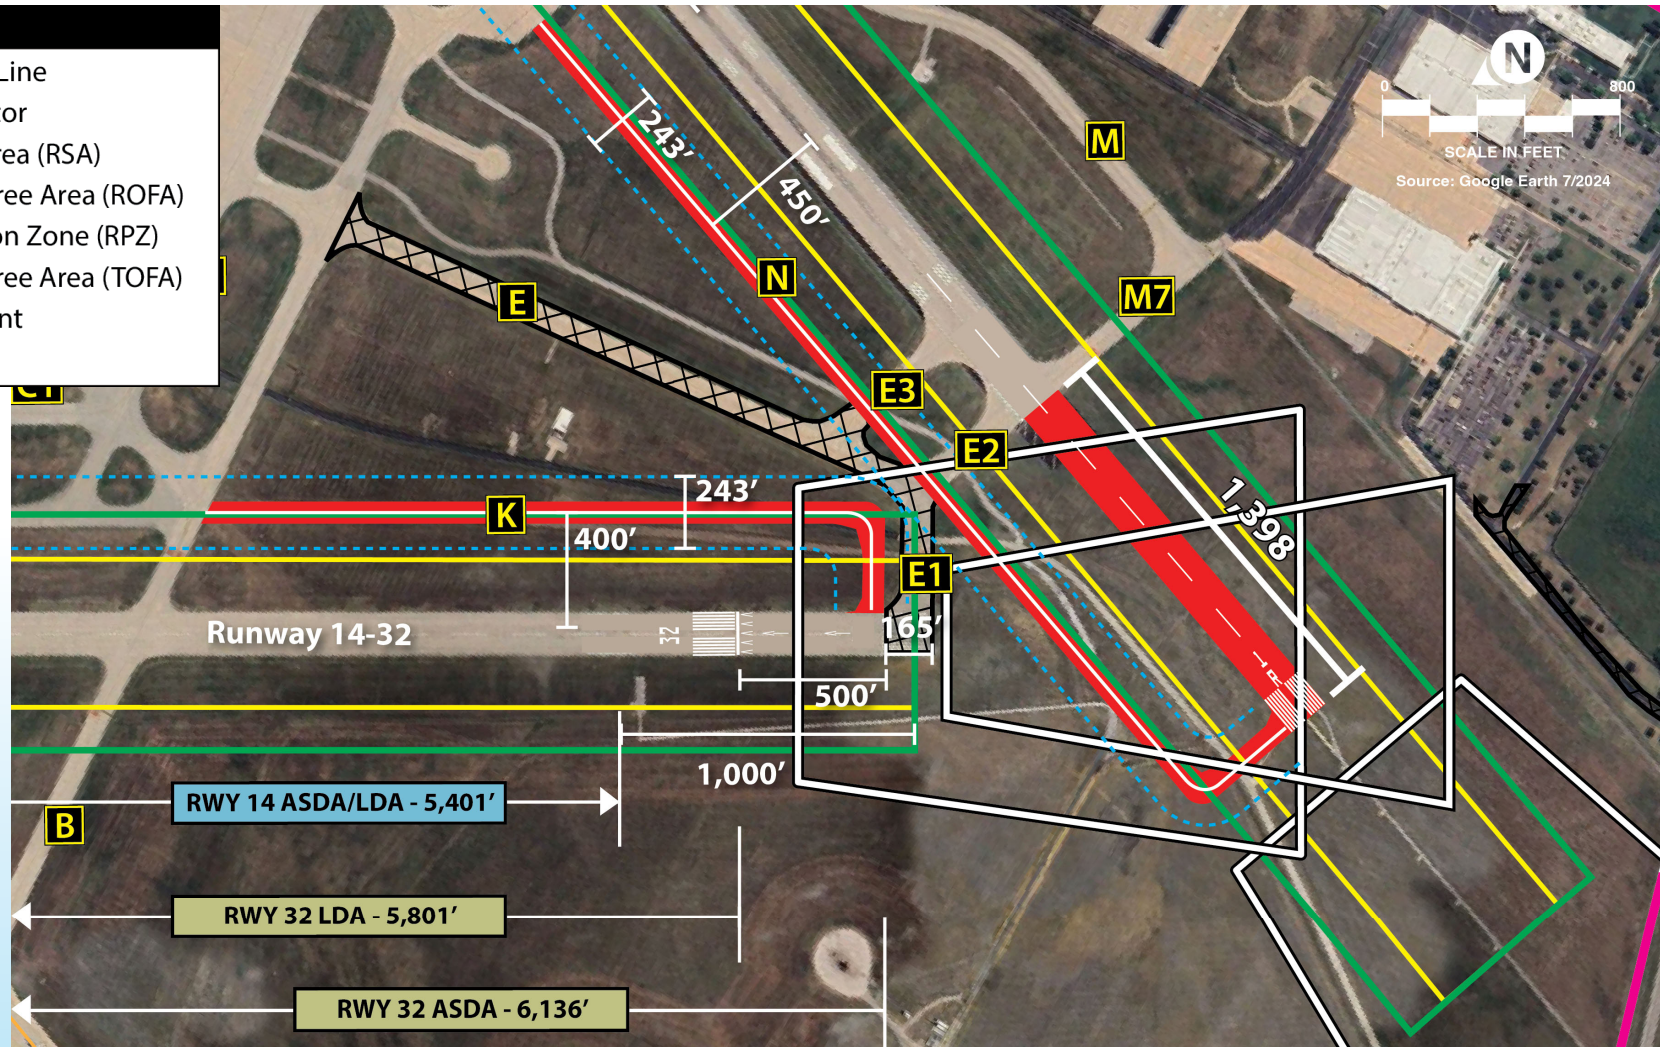 Line
tor
rea (RSA)
ree Area (ROFA)
on Zone (RPZ)
ree Area (TOFA)
nt
N
0 800
SCALE IN FEET
Source: Google Earth 7/2024
M
243’
450’
N
M7
E
E3
E2
1,398
K
243’
400’
E1
165’
Runway 14-32
32
500’
18
1,000’
RWY 14 ASDA/LDA - 5,401’
B
RWY 32 LDA - 5,801’
RWY 32 ASDA - 6,136’